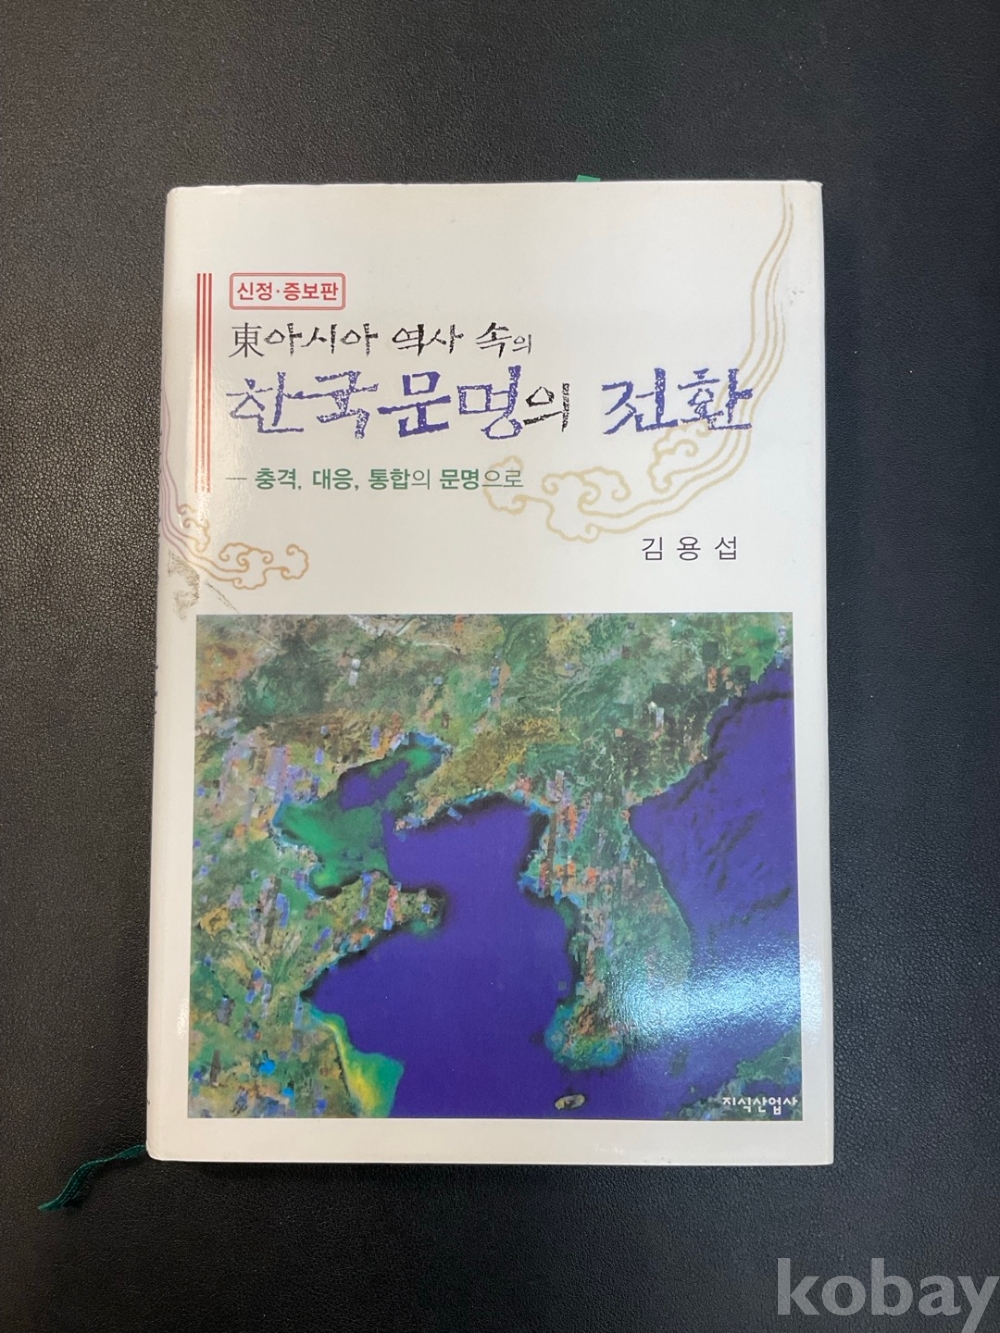 신정·증보판
東아시아 역사 속의
한국문명의 전환
— 충격, 대응, 통합의 문명으로
김용섭
지식산업사
kobay